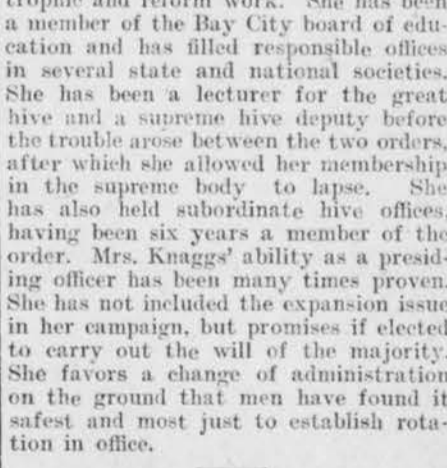 trophic and reform work. She has been
a member of the Bay City board of edu-
cation and has filled responsible offices
in several state and national societies.
She has been a lecturer for the great
hive and a supreme hive deputy before
the trouble arose between the two orders,
after which she allowed her membership
in the supreme body to lapse. She
has also held subordinate hive offices,
having been six years a member of the
order. Mrs. Knaggs' ability as a presid-
ing officer has been many times proven.
She has not included the expansion issue
in her campaign, but promises if elected
to carry out the will of the majority.
She favors a change of administration
on the ground that men have found it
safest and most just to establish rota-
tion in office.